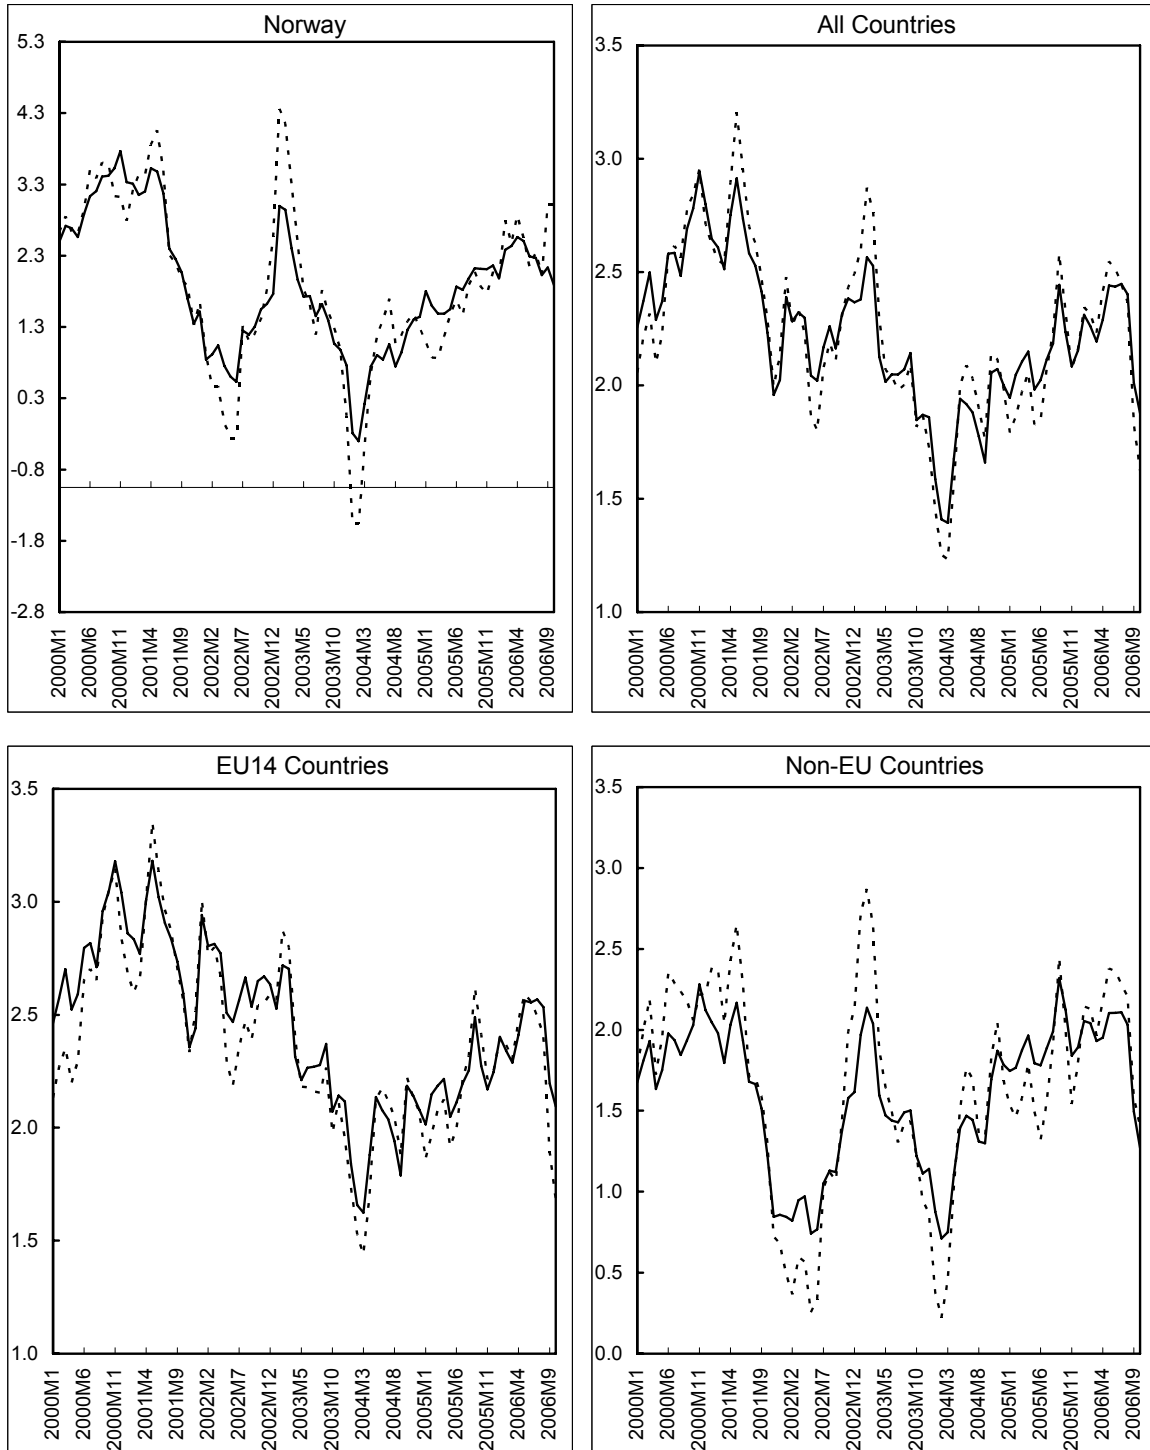 Norway
5.3
4.3
3.3
2.3
1.3
0.3
-0.8
-1.8
-2.8
2000M1
2000M6
2000M11
2001M4
2001M9
2002M2
2002M7
2002M12
2003M5
2003M10
2004M3
2004M8
2005M1
2005M6
2005M11
2006M4
2006M9
All Countries
3.5
3.0
2.5
2.0
1.5
1.0
2000M1
2000M6
2000M11
2001M4
2001M9
2002M2
2002M7
2002M12
2003M5
2003M10
2004M3
2004M8
2005M1
2005M6
2005M11
2006M4
2006M9
EU14 Countries
3.5
3.0
2.5
2.0
1.5
1.0
2000M1
2000M6
2000M11
2001M4
2001M9
2002M2
2002M7
2002M12
2003M5
2003M10
2004M3
2004M8
2005M1
2005M6
2005M11
2006M4
2006M9
Non-EU Countries
3.5
3.0
2.5
2.0
1.5
1.0
0.5
0.0
2000M1
2000M6
2000M11
2001M4
2001M9
2002M2
2002M7
2002M12
2003M5
2003M10
2004M3
2004M8
2005M1
2005M6
2005M11
2006M4
2006M9